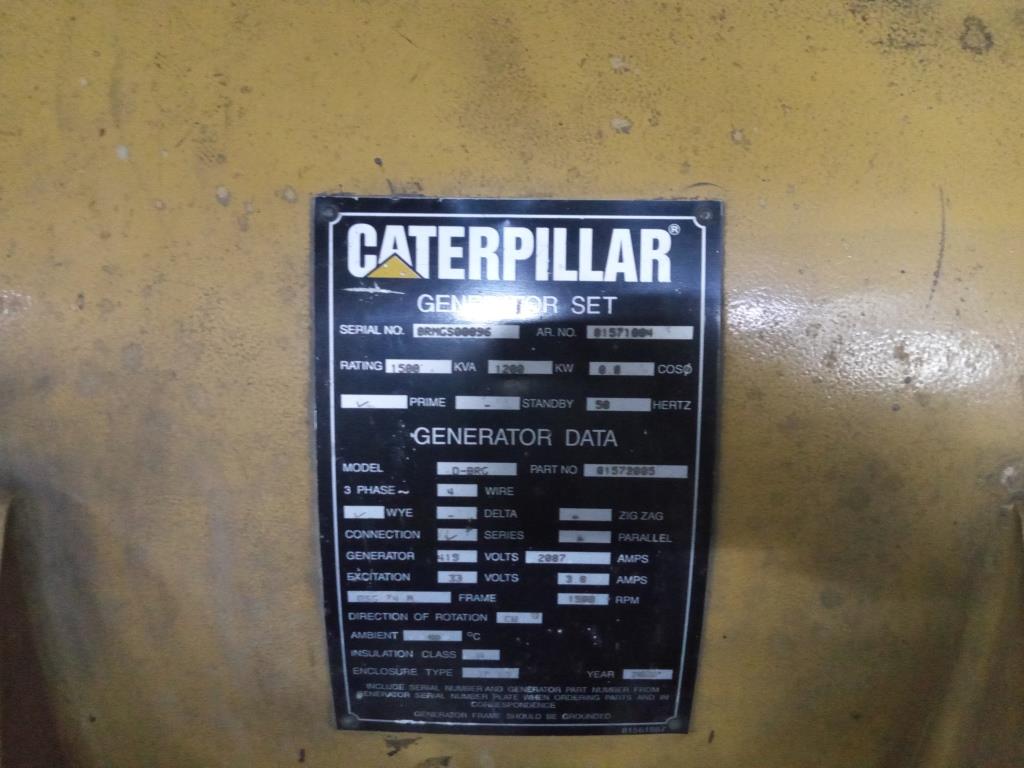 CATERPILLAR®
GENERATOR SET
SERIAL NO. BRMGS00096 AR. NO. 01571004
RATING 1500 KVA 1200 KW 0 8 COSØ
✓ PRIME - STANDBY 50 HERTZ
GENERATOR DATA
MODEL D-BRG PART NO 01572005
3 PHASE ~ 4 WIRE
✓ WYE - DELTA - ZIG ZAG
CONNECTION ✓ SERIES PARALLEL
GENERATOR 415 VOLTS 2087 AMPS
EXCITATION 33 VOLTS 3 8 AMPS
FRAME 1500 RPM
DIRECTION OF ROTATION CW
AMBIENT °C
INSULATION CLASS
ENCLOSURE TYPE YEAR
INCLUDE SERIAL NUMBER AND GENERATOR PART NUMBER FROM
GENERATOR SERIAL NUMBER PLATE WHEN ORDERING PARTS AND IN
CORRESPONDENCE
GENERATOR FRAME SHOULD BE GROUNDED